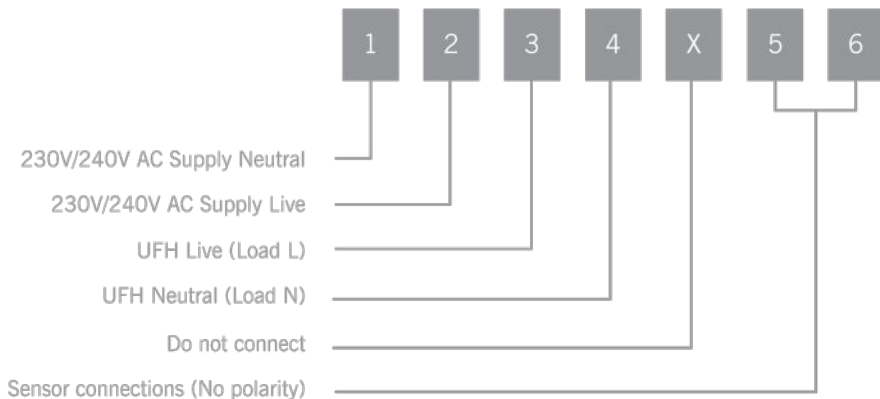 1 2 3 4 X 5 6
230V/240V AC Supply Neutral
230V/240V AC Supply Live
UFH Live (Load L)
UFH Neutral (Load N)
Do not connect
Sensor connections (No polarity)